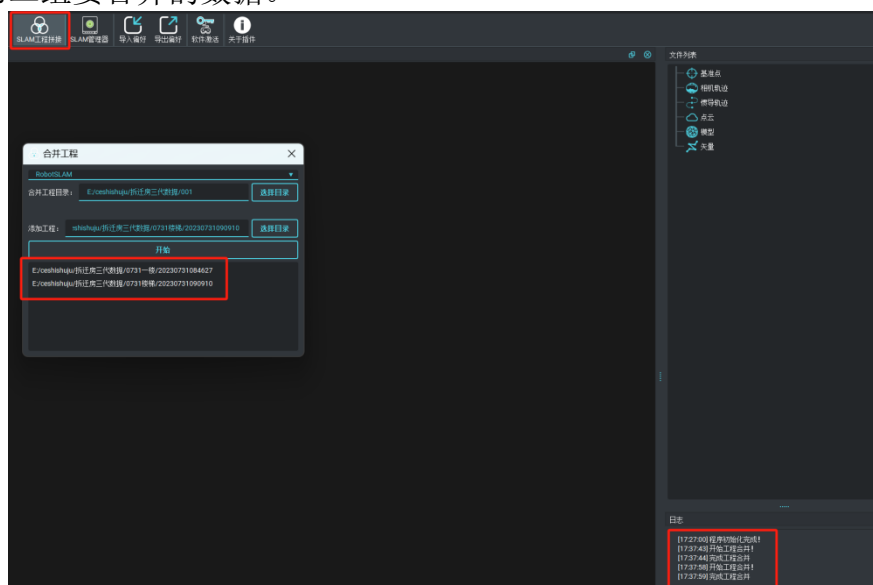 二组要合并的数据。
SLAM工程拼接 SLAM管理器 导入偏好 导出偏好 软件激活 关于插件
文件列表
基准点
相机轨迹
惯导轨迹
点云
模型
矢量
合并工程
RobotSLAM
合并工程目录: E:/ceshishuju/拆迁房三代数据/001 选择目录
添加工程: shishuju/拆迁房三代数据/0731楼梯/20230731090910 选择目录
开始
E:/ceshishuju/拆迁房三代数据/0731一楼/20230731084627
E:/ceshishuju/拆迁房三代数据/0731楼梯/20230731090910
日志
[17:27:00]程序初始化完成!
[17:37:43]开始工程合并!
[17:37:44]完成工程合并
[17:37:58]开始工程合并!
[17:37:59]完成工程合并